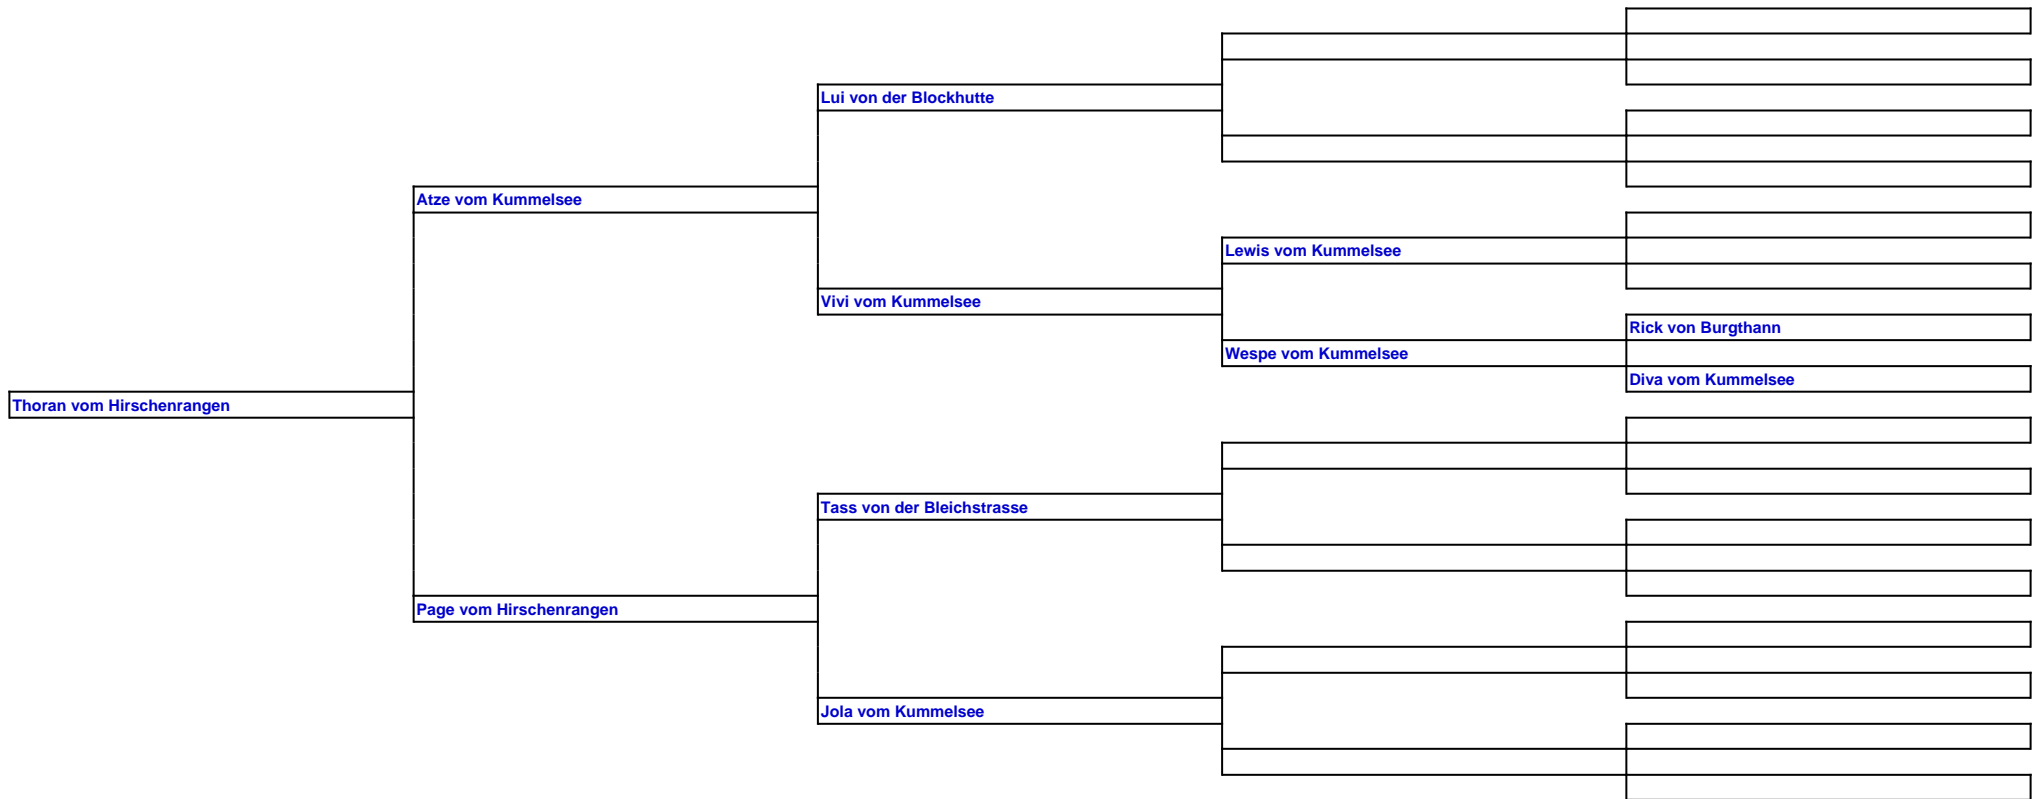 Lui von der Blockhutte
Atze vom Kummelsee
Lewis vom Kummelsee
Vivi vom Kummelsee
Rick von Burgthann
Wespe vom Kummelsee
Diva vom Kummelsee
Thoran vom Hirschenrangen
Tass von der Bleichstrasse
Page vom Hirschenrangen
Jola vom Kummelsee